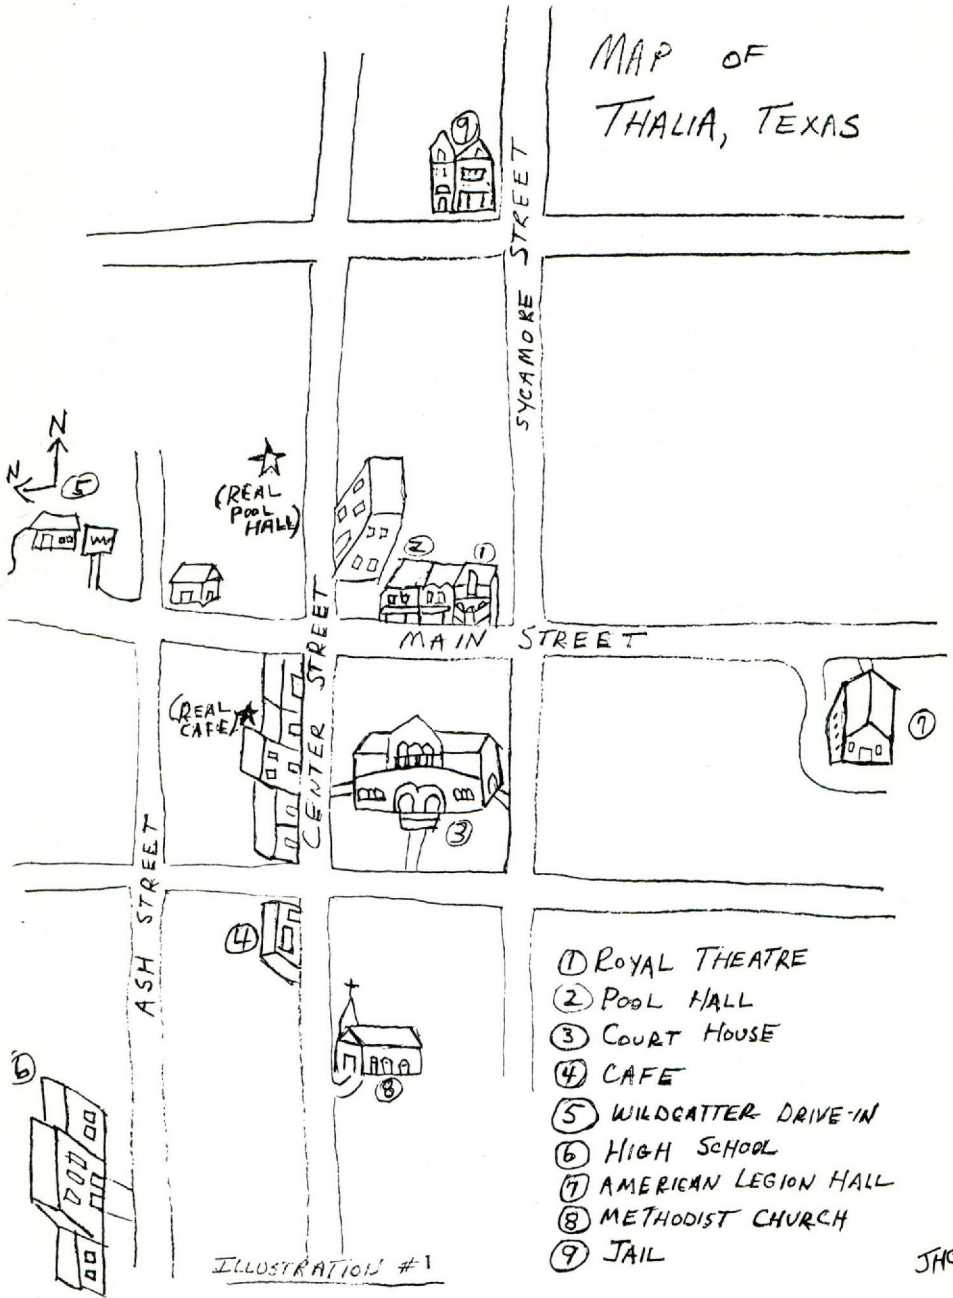 MAP OF
THALIA, TEXAS
9
SYCAMORE STREET
N
N
5
(REAL
POOL
HALL)
2
1
MAIN STREET
CENTER STREET
(REAL
CAFE)
7
3
ASH STREET
4
8
6
1 ROYAL THEATRE
2 POOL HALL
3 COURT HOUSE
4 CAFE
5 WILDCATTER DRIVE-IN
6 HIGH SCHOOL
7 AMERICAN LEGION HALL
8 METHODIST CHURCH
9 JAIL
ILLUSTRATION #1